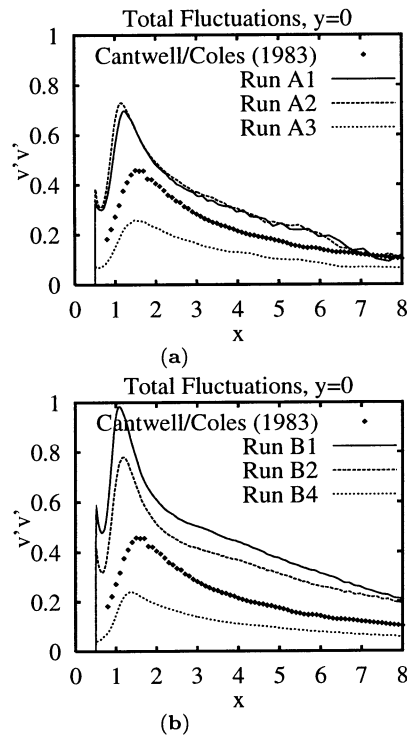 Total Fluctuations, y=0
1
Cantwell/Coles (1983)
Run A1
0.8
Run A2
Run A3
0.6
v'v'
0.4
0.2
0
0 1 2 3 4 5 6 7 8
x
(a)
Total Fluctuations, y=0
1
Cantwell/Coles (1983)
Run B1
0.8
Run B2
Run B4
0.6
v'v'
0.4
0.2
0
0 1 2 3 4 5 6 7 8
x
(b)